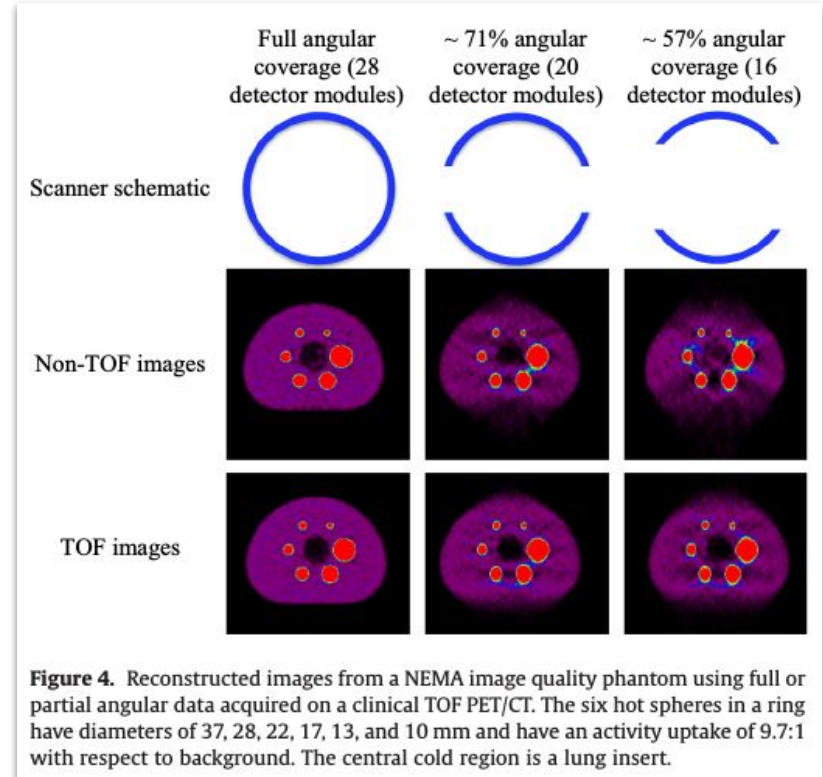 Full angular
coverage (28
detector modules)
~ 71% angular
coverage (20
detector modules)
~ 57% angular
coverage (16
detector modules)
Scanner schematic
Non-TOF images
TOF images
Figure 4. Reconstructed images from a NEMA image quality phantom using full or
partial angular data acquired on a clinical TOF PET/CT. The six hot spheres in a ring
have diameters of 37, 28, 22, 17, 13, and 10 mm and have an activity uptake of 9.7:1
with respect to background. The central cold region is a lung insert.